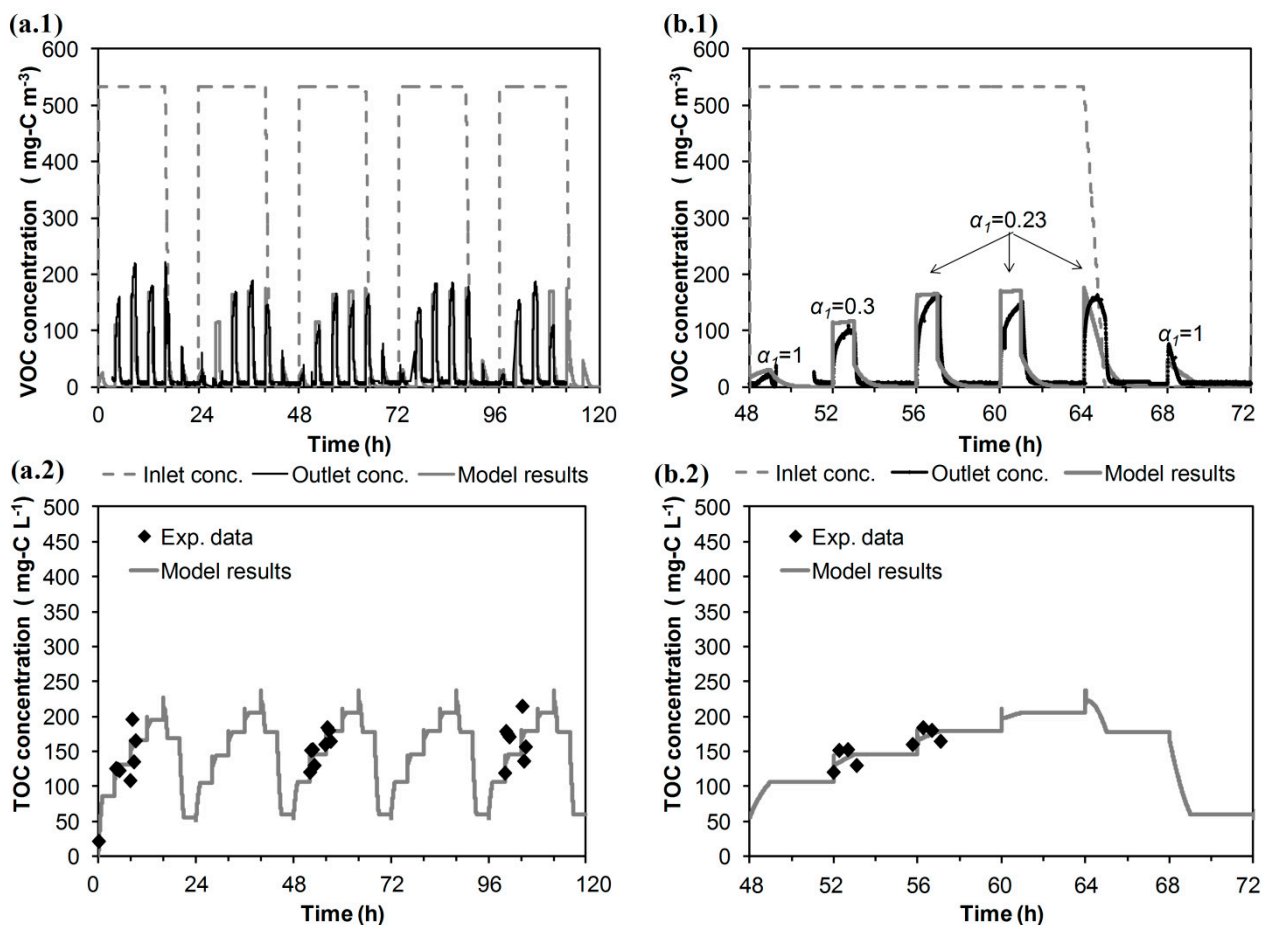 (a.1)
(b.1)
VOC concentration ( mg-C m-3)
600
500
400
300
200
100
0
0 24 48 72 96 120
Time (h)
VOC concentration ( mg-C m-3)
600
500
400
300
200
100
0
α1=1
α1=0.3
α1=0.23
α1=1
48 52 56 60 64 68 72
Time (h)
Inlet conc. Outlet conc. Model results
Inlet conc. Outlet conc. Model results
(a.2)
(b.2)
TOC concentration ( mg-C L-1)
500
450
400
350
300
250
200
150
100
50
0
Exp. data
Model results
0 24 48 72 96 120
Time (h)
TOC concentration ( mg-C L-1)
500
450
400
350
300
250
200
150
100
50
0
Exp. data
Model results
48 52 56 60 64 68 72
Time (h)